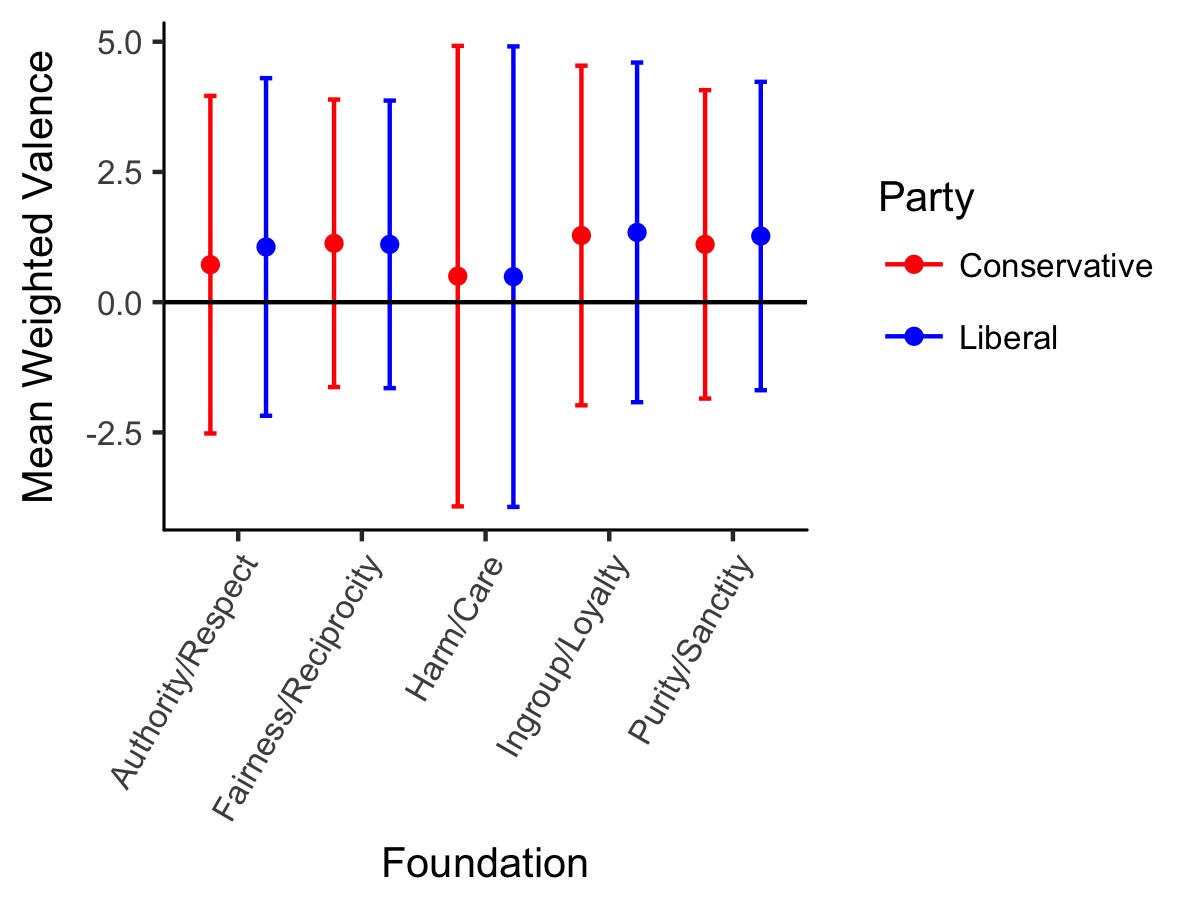 Mean Weighted Valence
5.0
2.5
0.0
-2.5
Authority/Respect
Fairness/Reciprocity
Harm/Care
Ingroup/Loyalty
Purity/Sanctity
Foundation
Party
Conservative
Liberal